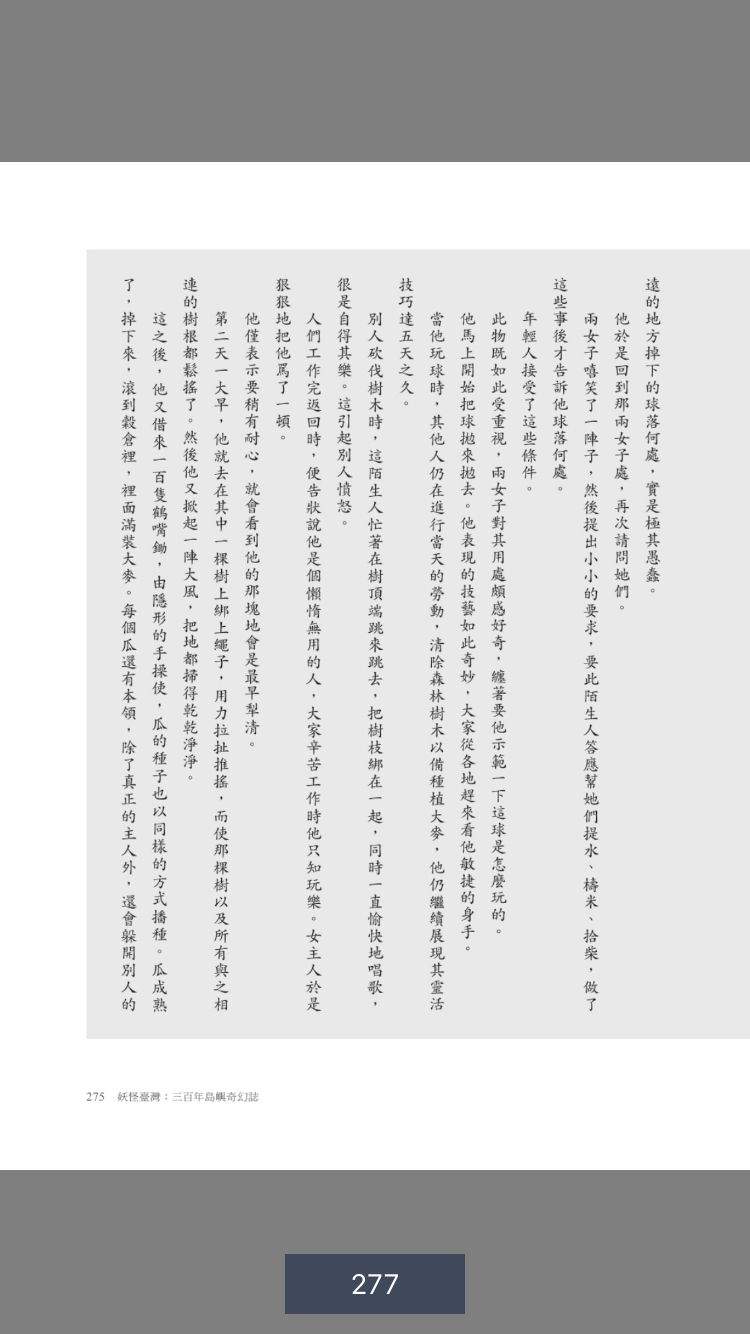 遠的地方掉下的球落何處，實是極其愚蠢。
他於是回到那兩女子處，再次請問她們。
兩女子嘻笑了一陣子，然後提出小小的要求，要此陌生人答應幫她們提水、檮米、拾柴，做了
這些事後才告訴他球落何處。
年輕人接受了這些條件。
此物既如此受重視，兩女子對其用處頗感好奇，纏著要他示範一下這球是怎麼玩的。
他馬上開始把球拋來拋去。他表現的技藝如此奇妙，大家從各地趕來看他敏捷的身手。
當他玩球時，其他人仍在進行當天的勞動，清除森林樹木以備種植大麥，他仍繼續展現其靈活
技巧達五天之久。
別人砍伐樹木時，這陌生人忙著在樹頂端跳來跳去，把樹枝綁在一起，同時一直愉快地唱歌，
很是自得其樂。這引起別人憤怒。
人們工作完返回時，便告狀說他是個懶惰無用的人，大家辛苦工作時他只知玩樂。女主人於是
狠狠地把他罵了一頓。
他僅表示要稍有耐心，就會看到他的那塊地會是最早犁清。
第二天一大早，他就去在其中一棵樹上綁上繩子，用力拉扯推搖，而使那棵樹以及所有與之相
連的樹根都鬆搖了。然後他又掀起一陣大風，把地都掃得乾乾淨淨。
這之後，他又借來一百隻鶴嘴鋤，由隱形的手操使，瓜的種子也以同樣的方式播種。瓜成熟
了，掉下來，滾到穀倉裡，裡面滿裝大麥。每個瓜還有本領，除了真正的主人外，還會躲開別人的
275 妖怪臺灣：三百年島嶼奇幻誌
277